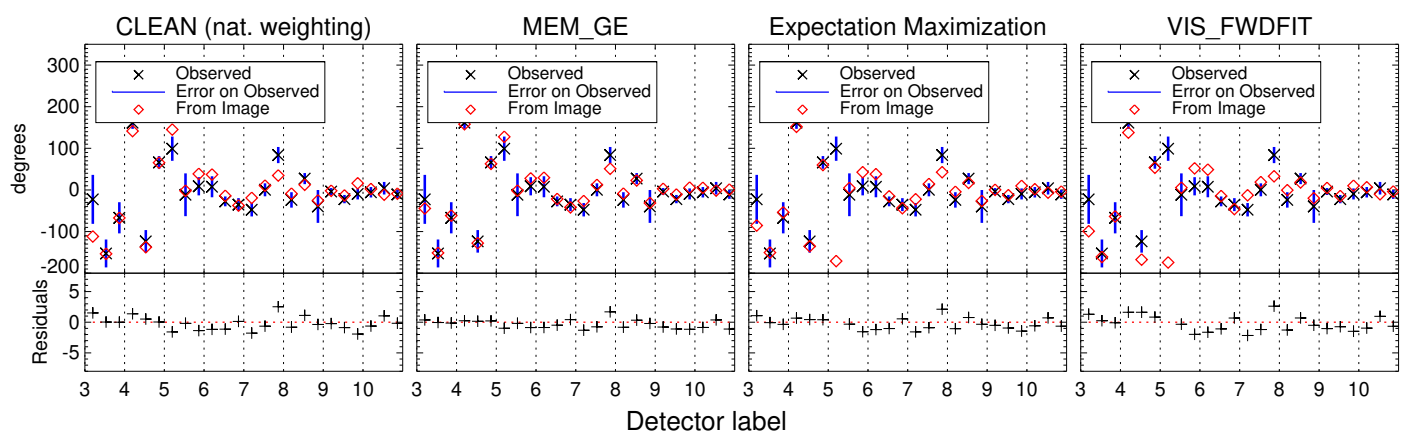 CLEAN (nat. weighting) MEM_GE Expectation Maximization VIS_FWDFIT
degrees
300
200
100
0
-100
-200
Observed
Error on Observed
From Image
Observed
Error on Observed
From Image
Observed
Error on Observed
From Image
Observed
Error on Observed
From Image
Residuals
5
0
-5
3 4 5 6 7 8 9 10
3 4 5 6 7 8 9 10
3 4 5 6 7 8 9 10
3 4 5 6 7 8 9 10
Detector label